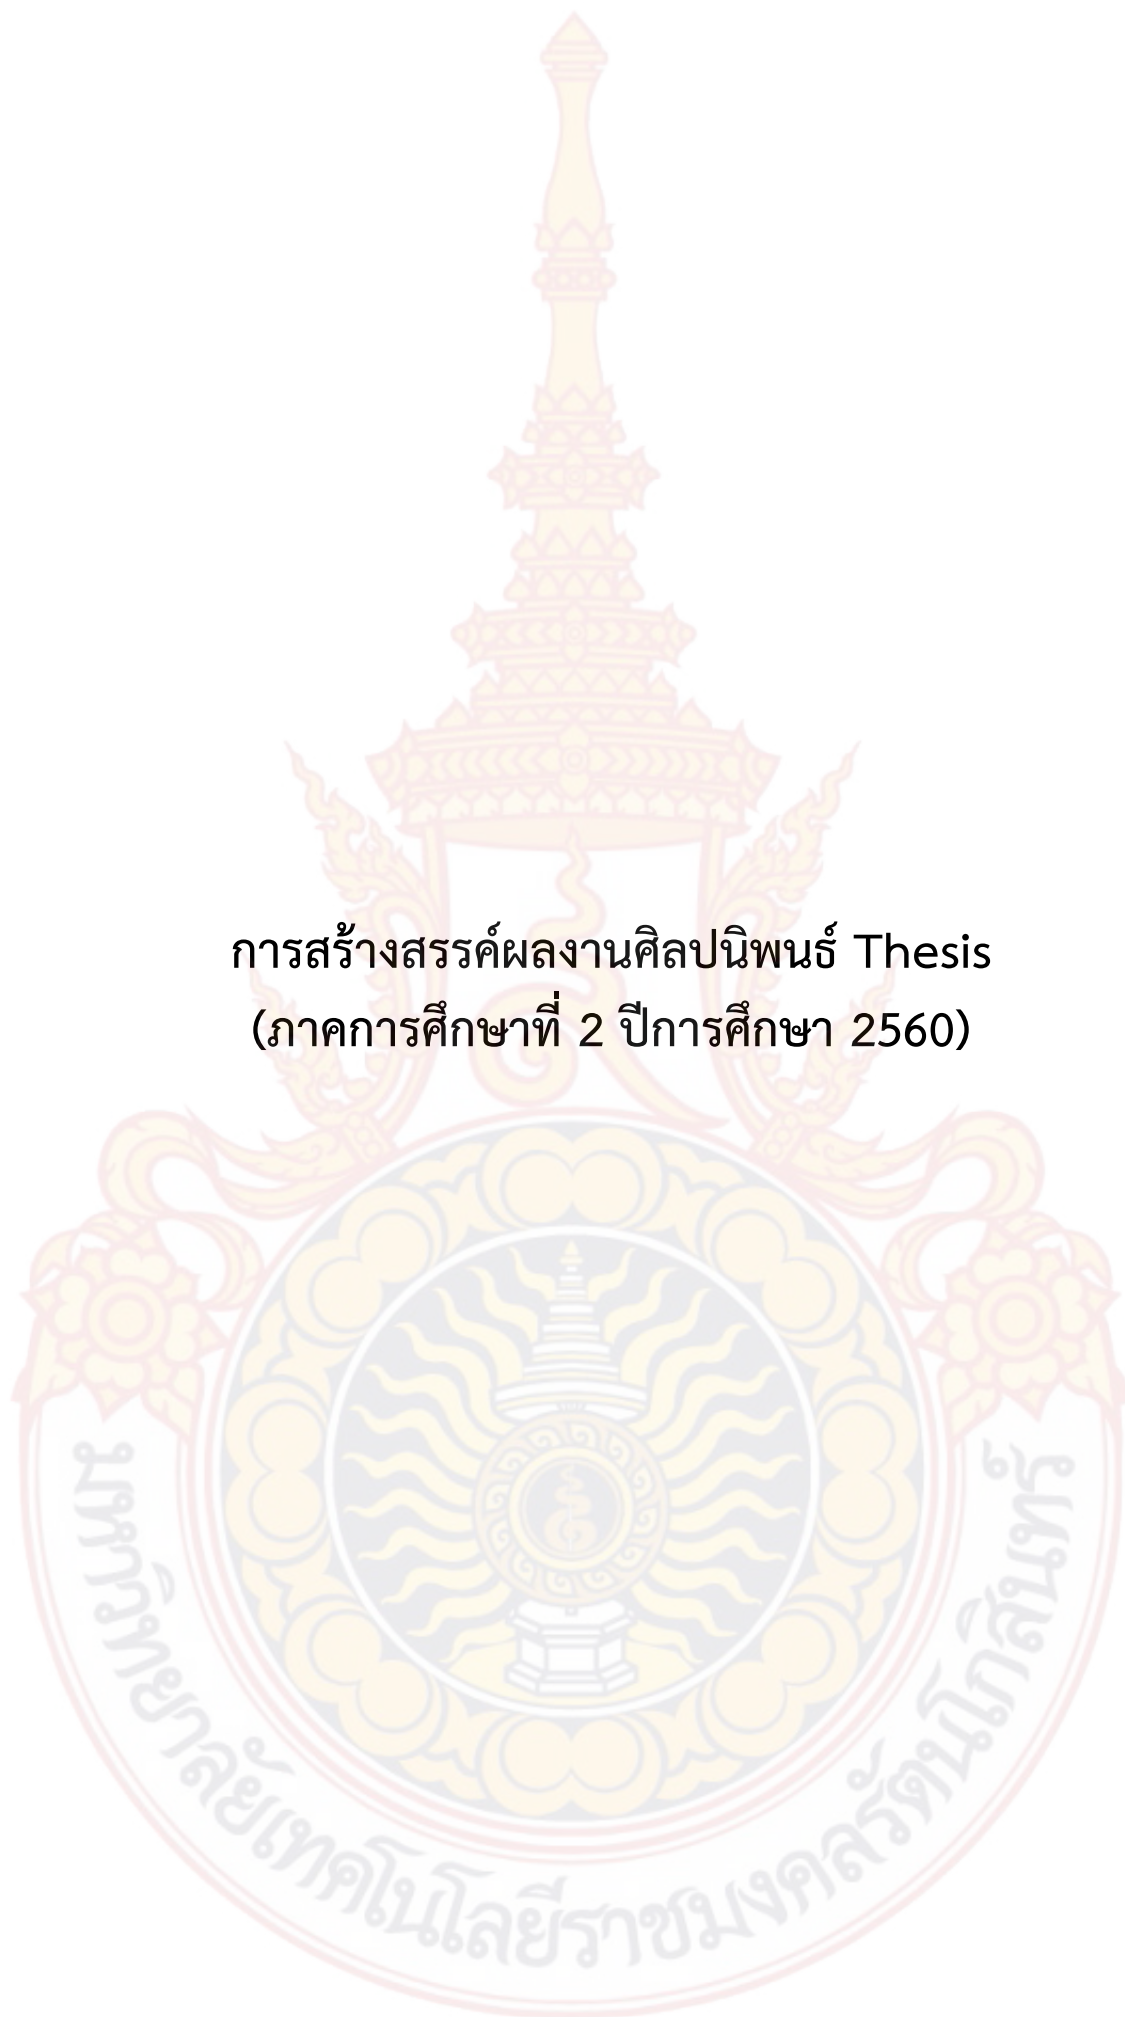 การสร้างสรรค์ผลงานศิลปนิพนธ์ Thesis
(ภาคการศึกษาที่ 2 ปีการศึกษา 2560)
มหาวิทยาลัยเทคโนโลยีราชมงคลรัตนโกสินทร์